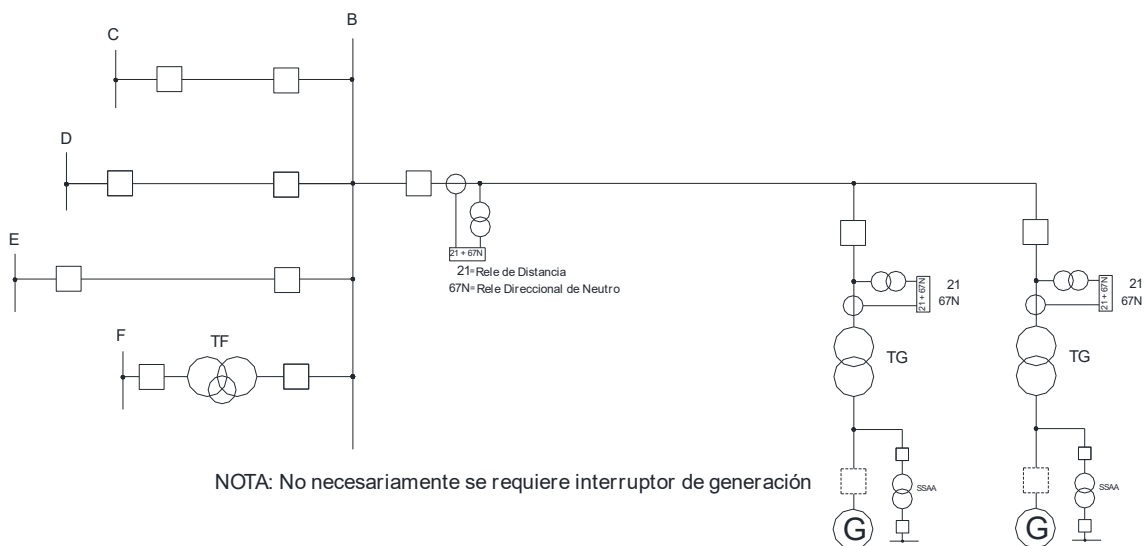 B
C
D
E
F
TF
21 + 67N
21=Rele de Distancia
67N=Rele Direccional de Neutro
21 + 67N
21
67N
21 + 67N
21
67N
TG
TG
SSAA
SSAA
G
G
NOTA: No necesariamente se requiere interruptor de generación